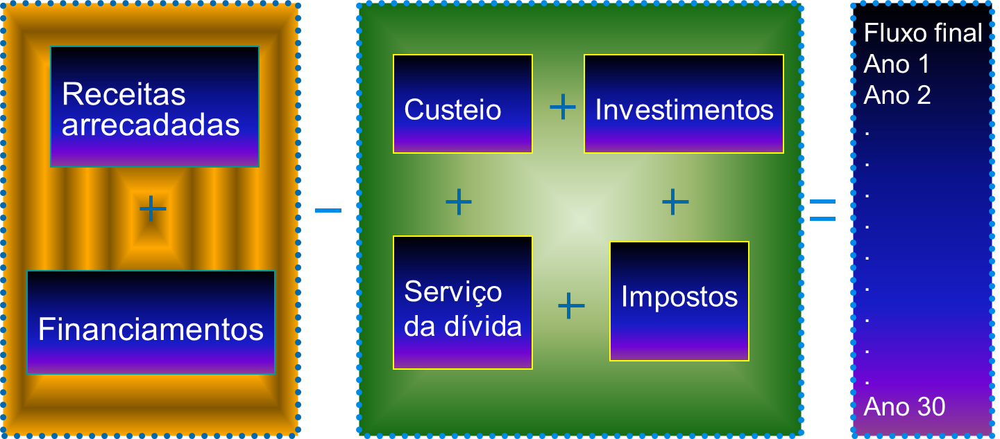 Receitas
arrecadadas
+
Financiamentos
−
Custeio
+
Investimentos
+
+
Serviço
da dívida
+
Impostos
=
Fluxo final
Ano 1
Ano 2
.
.
.
.
.
.
.
.
.
Ano 30